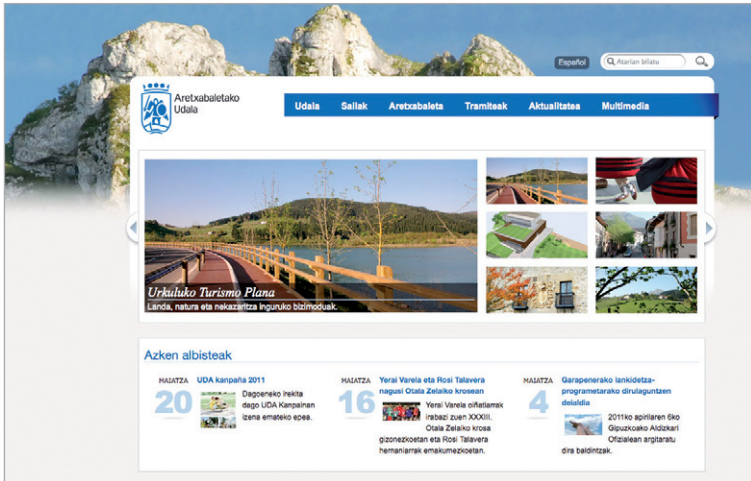 Español
Atarian bilatu
Aretxabaletako
Udala
Udala Sailak Aretxabaleta Tramiteak Aktualitatea Multimedia
Urkuluko Turismo Plana
Landa, natura eta nekazaritza inguruko bizimoduak.
Azken albisteak
MAIATZA
20
UDA kanpaña 2011
Dagoeneko irekita
dago UDA Kanpainan
izena emateko epea.
MAIATZA
16
Yerai Varela eta Rosi Talavera
nagusi Otala Zelaiko krosean
Yerai Varela oñatiarrak
irabazi zuen XXXIII.
Otala Zelaiko krosa
gizonezkoetan eta Rosi Talavera
hernaniarrak emakumezkoetan.
MAIATZA
4
Garapenerako lankidetza-
programetarako dirulaguntzen
deialdia
2011ko apirilaren 6ko
Gipuzkoako Aldizkari
Ofizialean argitaratu
dira baldintzak.